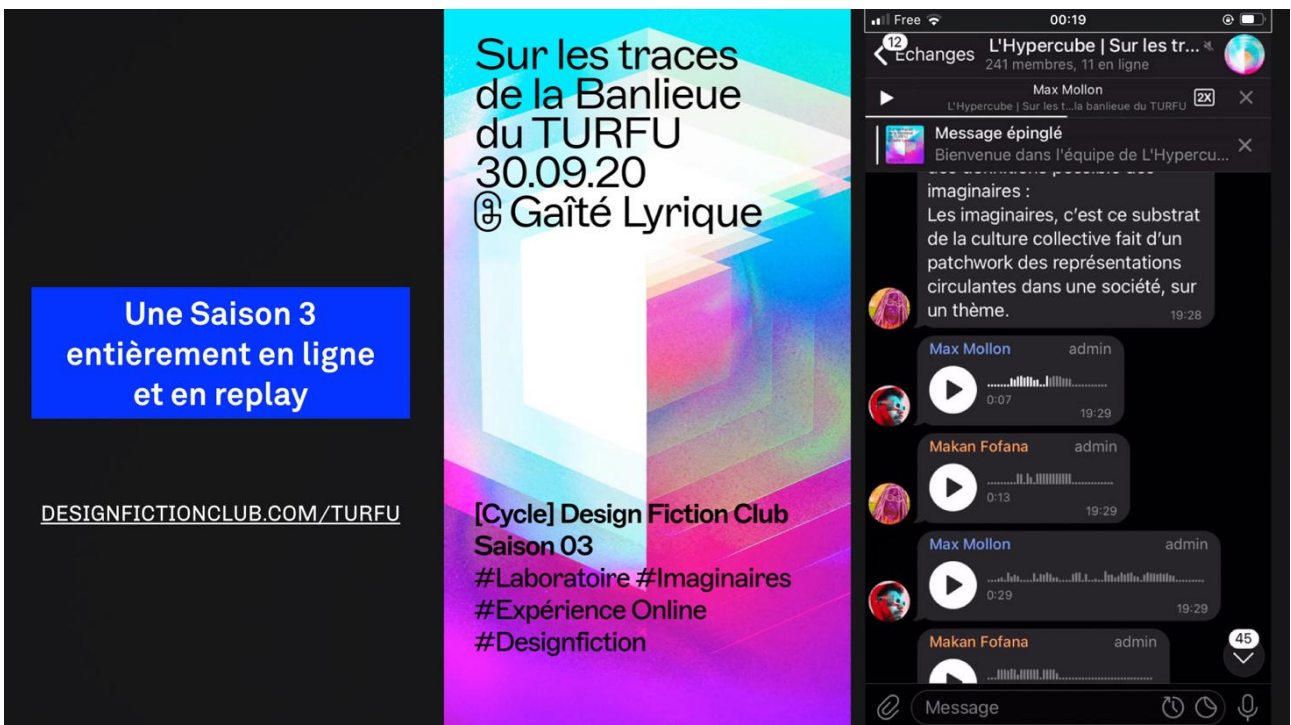 Une Saison 3
entièrement en ligne
et en replay
DESIGNFICTIONCLUB.COM/TURFU
Sur les traces
de la Banlieue
du TURFU
30.09.20
@ Gaîté Lyrique
[Cycle] Design Fiction Club
Saison 03
#Laboratoire #Imaginaires
#Expérience Online
#Designfiction
Free 00:19
12
Echanges
L'Hypercube | Sur les tr...
241 membres, 11 en ligne
Max Mollon
L'Hypercube | Sur les t...la banlieue du TURFU
2X
Message épinglé
Bienvenue dans l'équipe de L'Hypercu...
des définitions possible des
imaginaires :
Les imaginaires, c'est ce substrat
de la culture collective fait d'un
patchwork des représentations
circulantes dans une société, sur
un thème.
19:28
Max Mollon admin
0:07
19:29
Makan Fofana admin
0:13
19:29
Max Mollon admin
0:29
19:29
Makan Fofana admin
45
Message